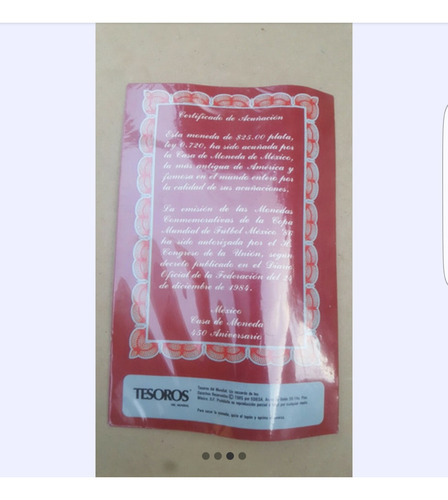 Certificado de Acuñación
Esta moneda de $25.00 plata,
ley 0.720, ha sido acuñada por
la Casa de Moneda de México,
la más antigua de América y
famosa en el mundo entero por
la calidad de sus acuñaciones.
La emisión de las Monedas
Conmemorativas de la Copa
Mundial de Fútbol México
ha sido autorizada por el H.
Congreso de la Unión, según
decreto publicado en el Diario
Oficial de la Federación del
de diciembre de 1984.
México
Casa de Moneda
450 Aniversario
TESOROS